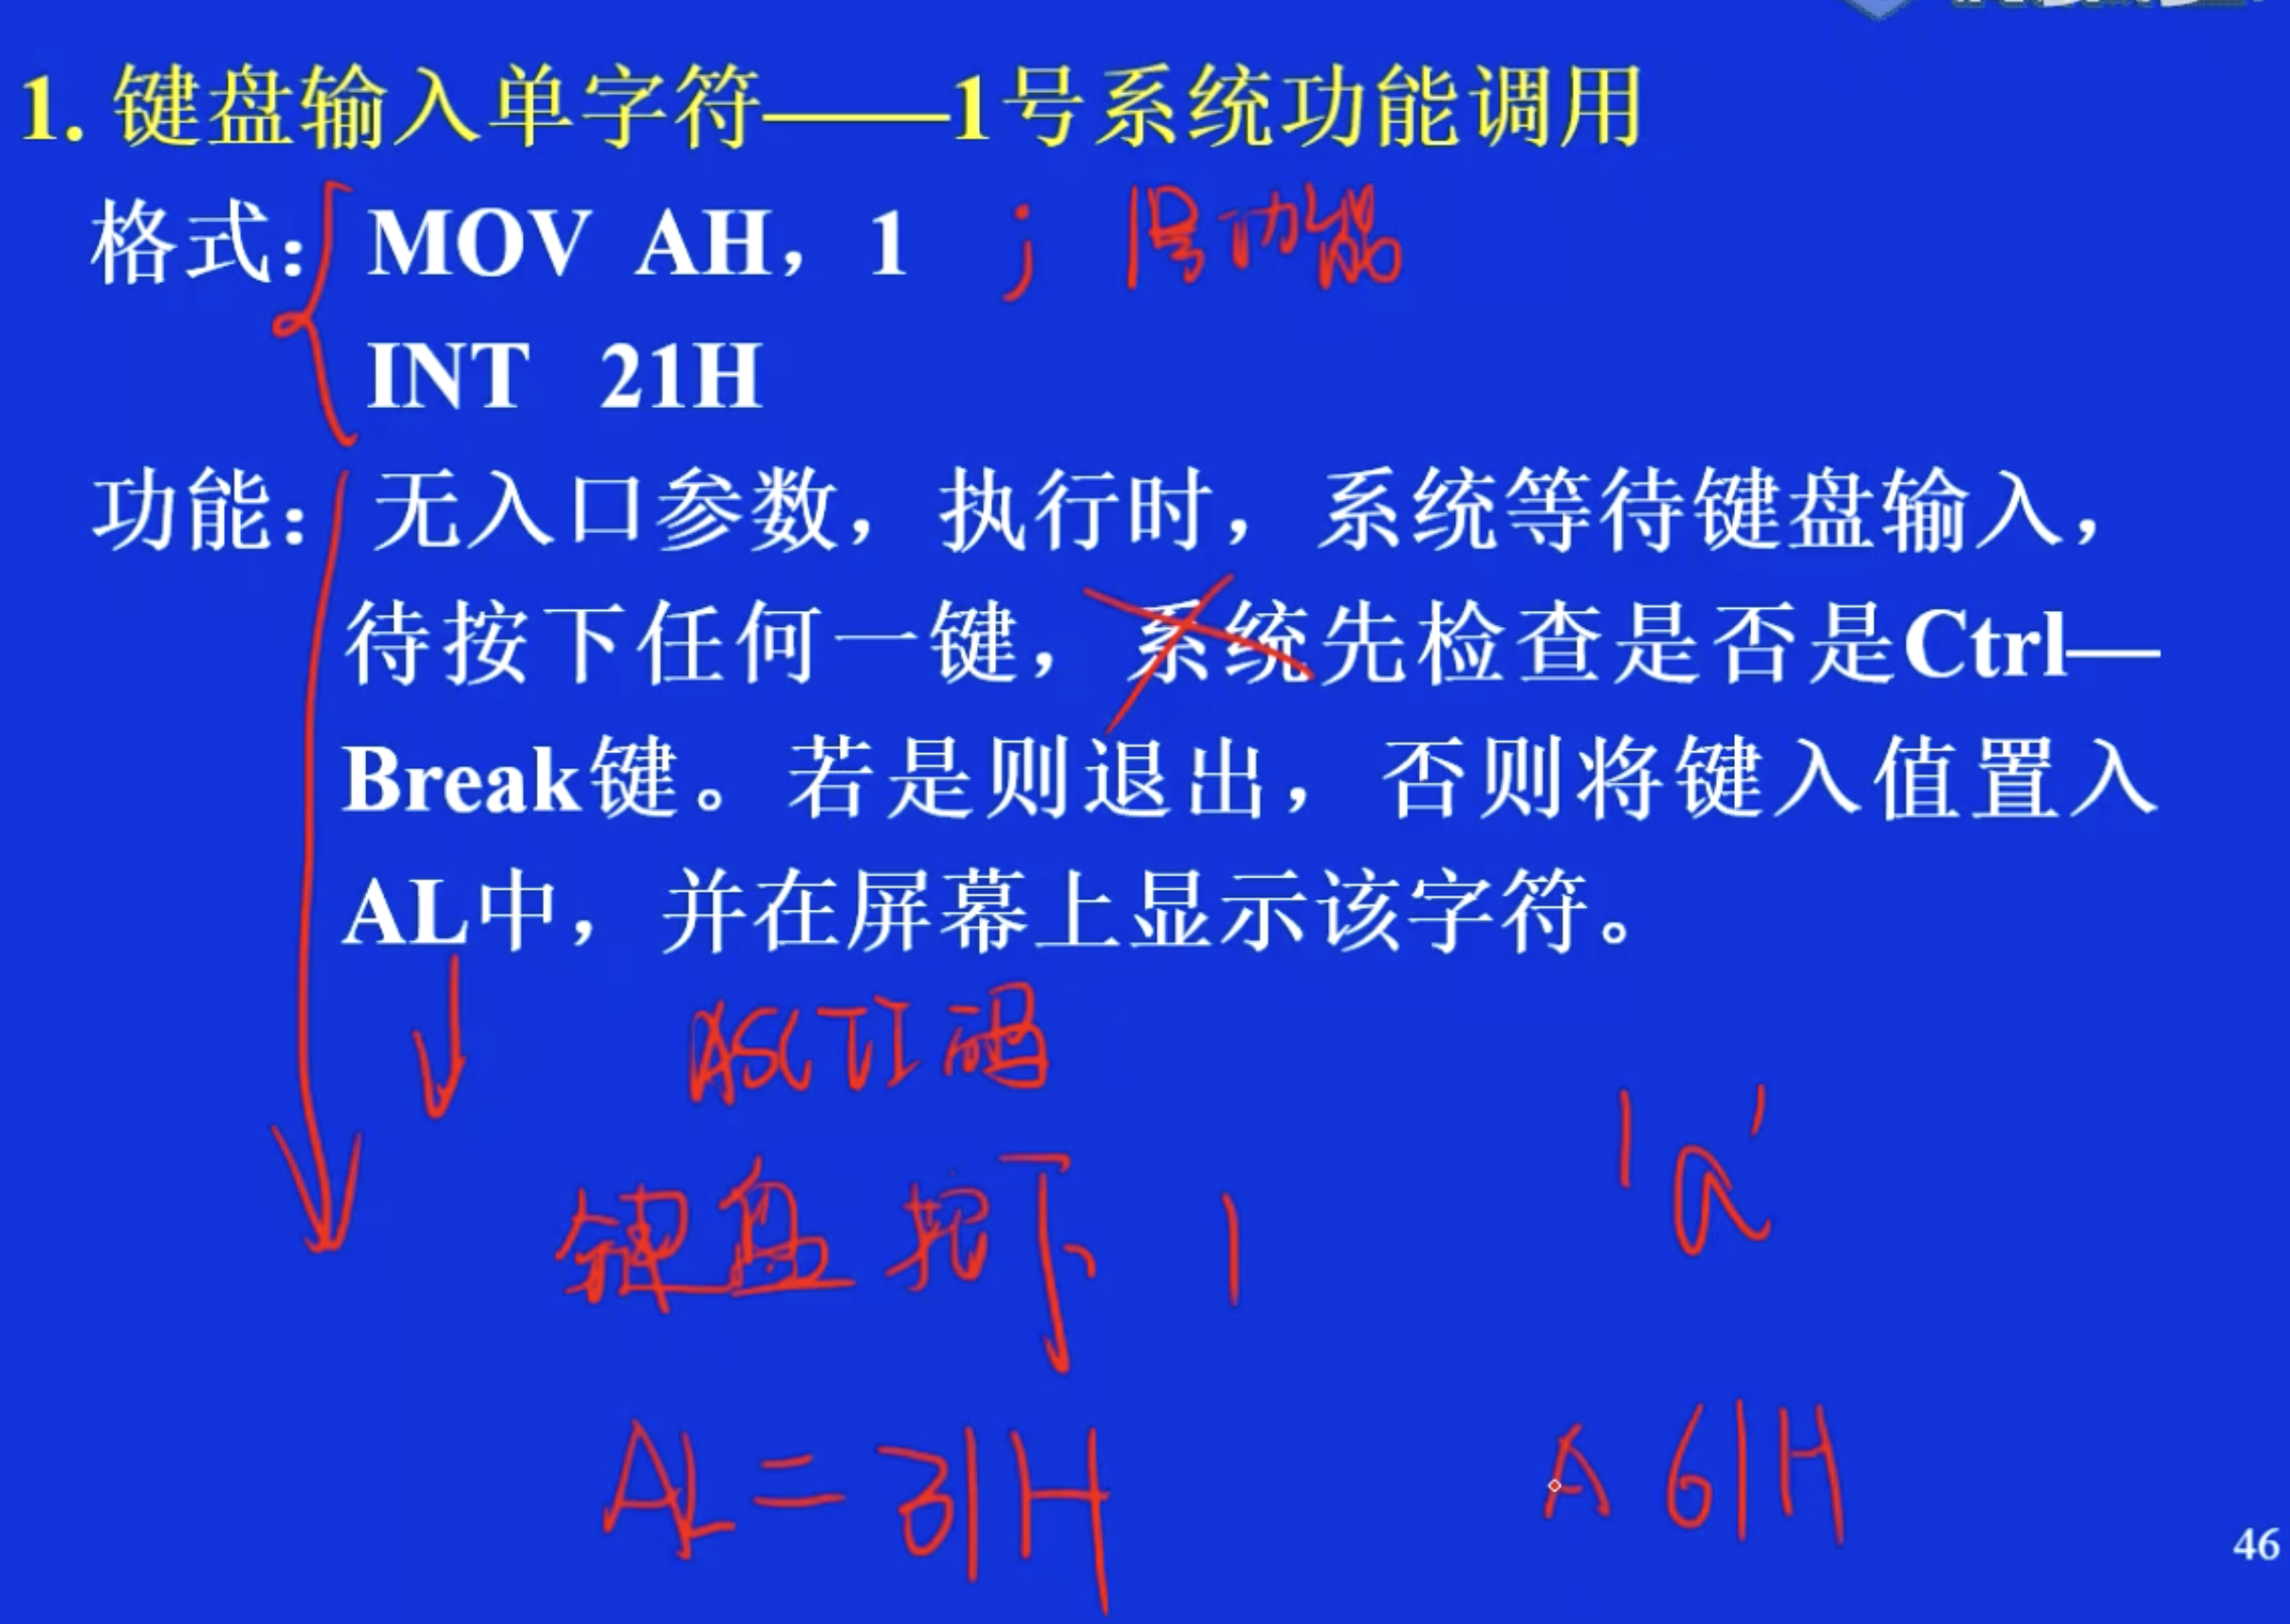 1. 键盘输入单字符——1号系统功能调用
格式： MOV AH，1 ; 1号功能
INT 21H
功能： 无入口参数，执行时，系统等待键盘输入，
待按下任何一键，系统先检查是否是Ctrl—
Break键。若是则退出，否则将键入值置入
AL中，并在屏幕上显示该字符。
ASCII码
'a'
键盘 按下 1
AL=31H
A 61H
46